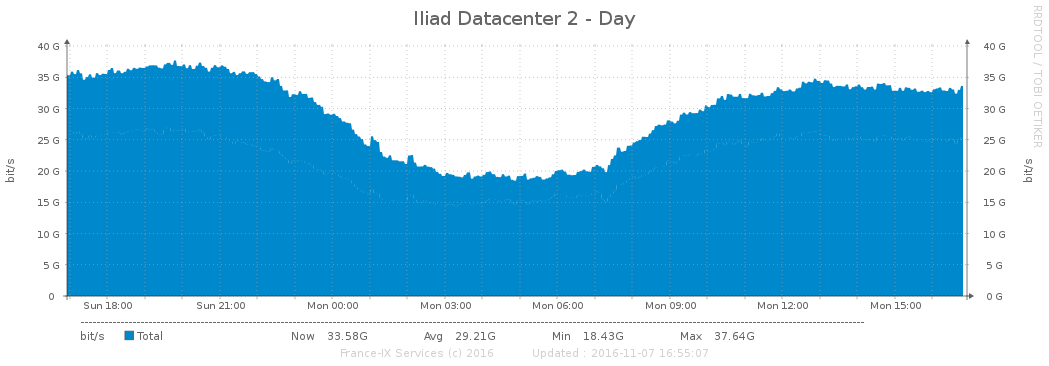 Iliad Datacenter 2 - Day
RRDTOOL / TOBI OETIKER
40 G 40 G
35 G 35 G
30 G 30 G
25 G 25 G
20 G 20 G
15 G 15 G
10 G 10 G
5 G 5 G
0 0 G
bit/s bit/s
Sun 18:00 Sun 21:00 Mon 00:00 Mon 03:00 Mon 06:00 Mon 09:00 Mon 12:00 Mon 15:00
bit/s Total Now 33.58G Avg 29.21G Min 18.43G Max 37.64G
France-IX Services (c) 2016 Updated : 2016-11-07 16:55:07